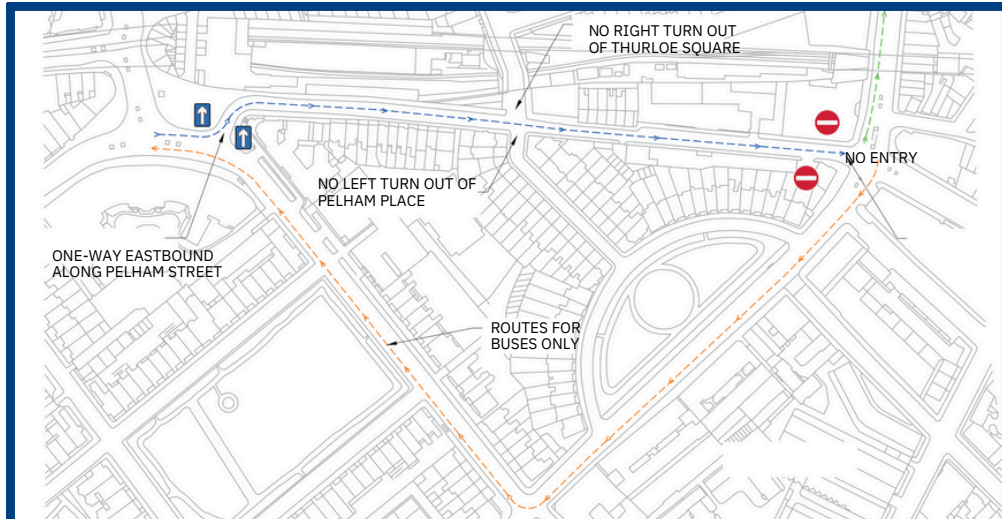 NO RIGHT TURN OUT
OF THURLOE SQUARE
NO ENTRY
NO LEFT TURN OUT OF
PELHAM PLACE
ONE-WAY EASTBOUND
ALONG PELHAM STREET
ROUTES FOR
BUSES ONLY